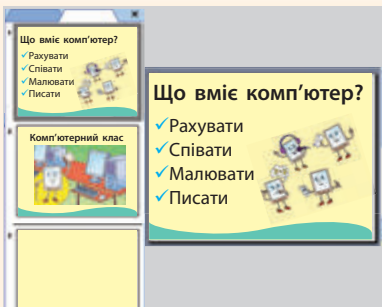 Що вміє комп’ютер?
✓Рахувати
✓Співати
✓Малювати
✓Писати
Комп’ютерний клас
Що вміє комп’ютер?
✓Рахувати
✓Співати
✓Малювати
✓Писати